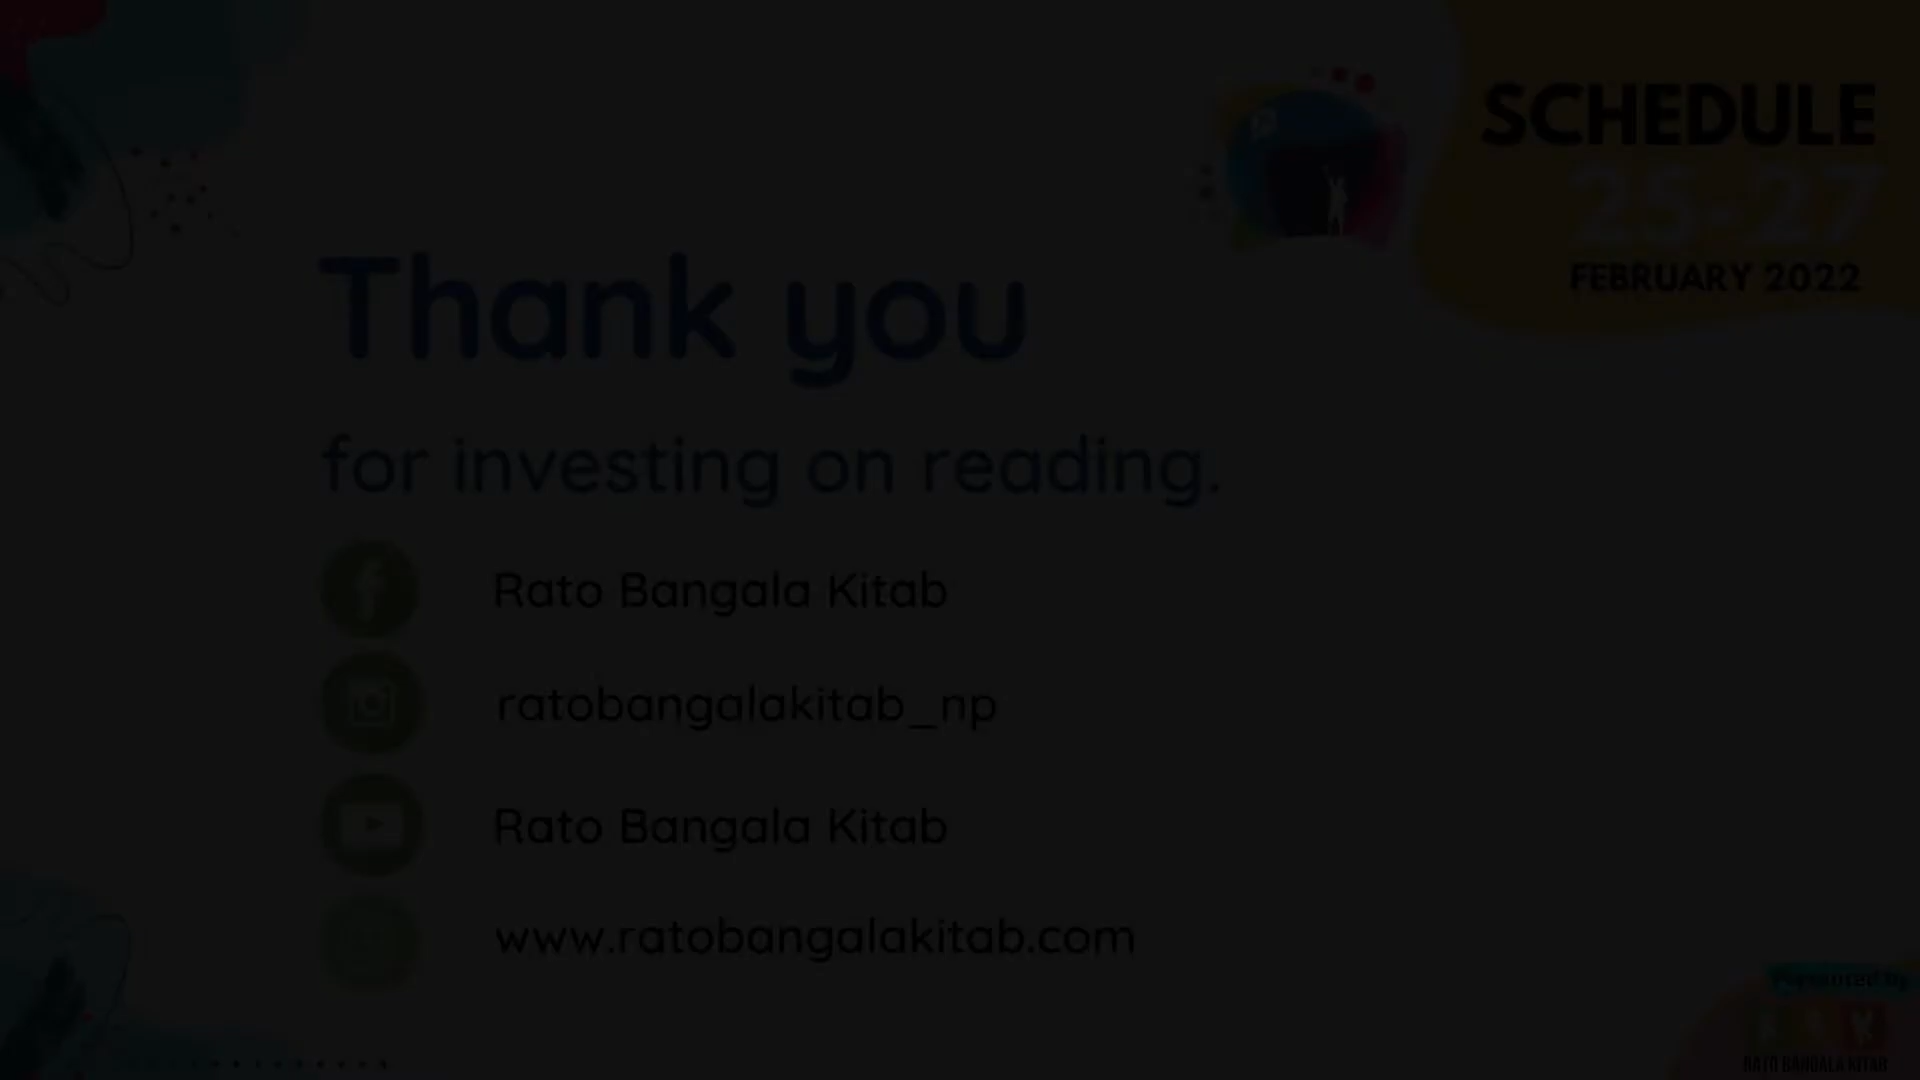 SCHEDULE
25-27
FEBRUARY 2022
Thank you
for investing on reading.
Rato Bangala Kitab
ratobangalakitab_np
Rato Bangala Kitab
www.ratobangalakitab.com
Presented by
RATO BANGALA KITAB